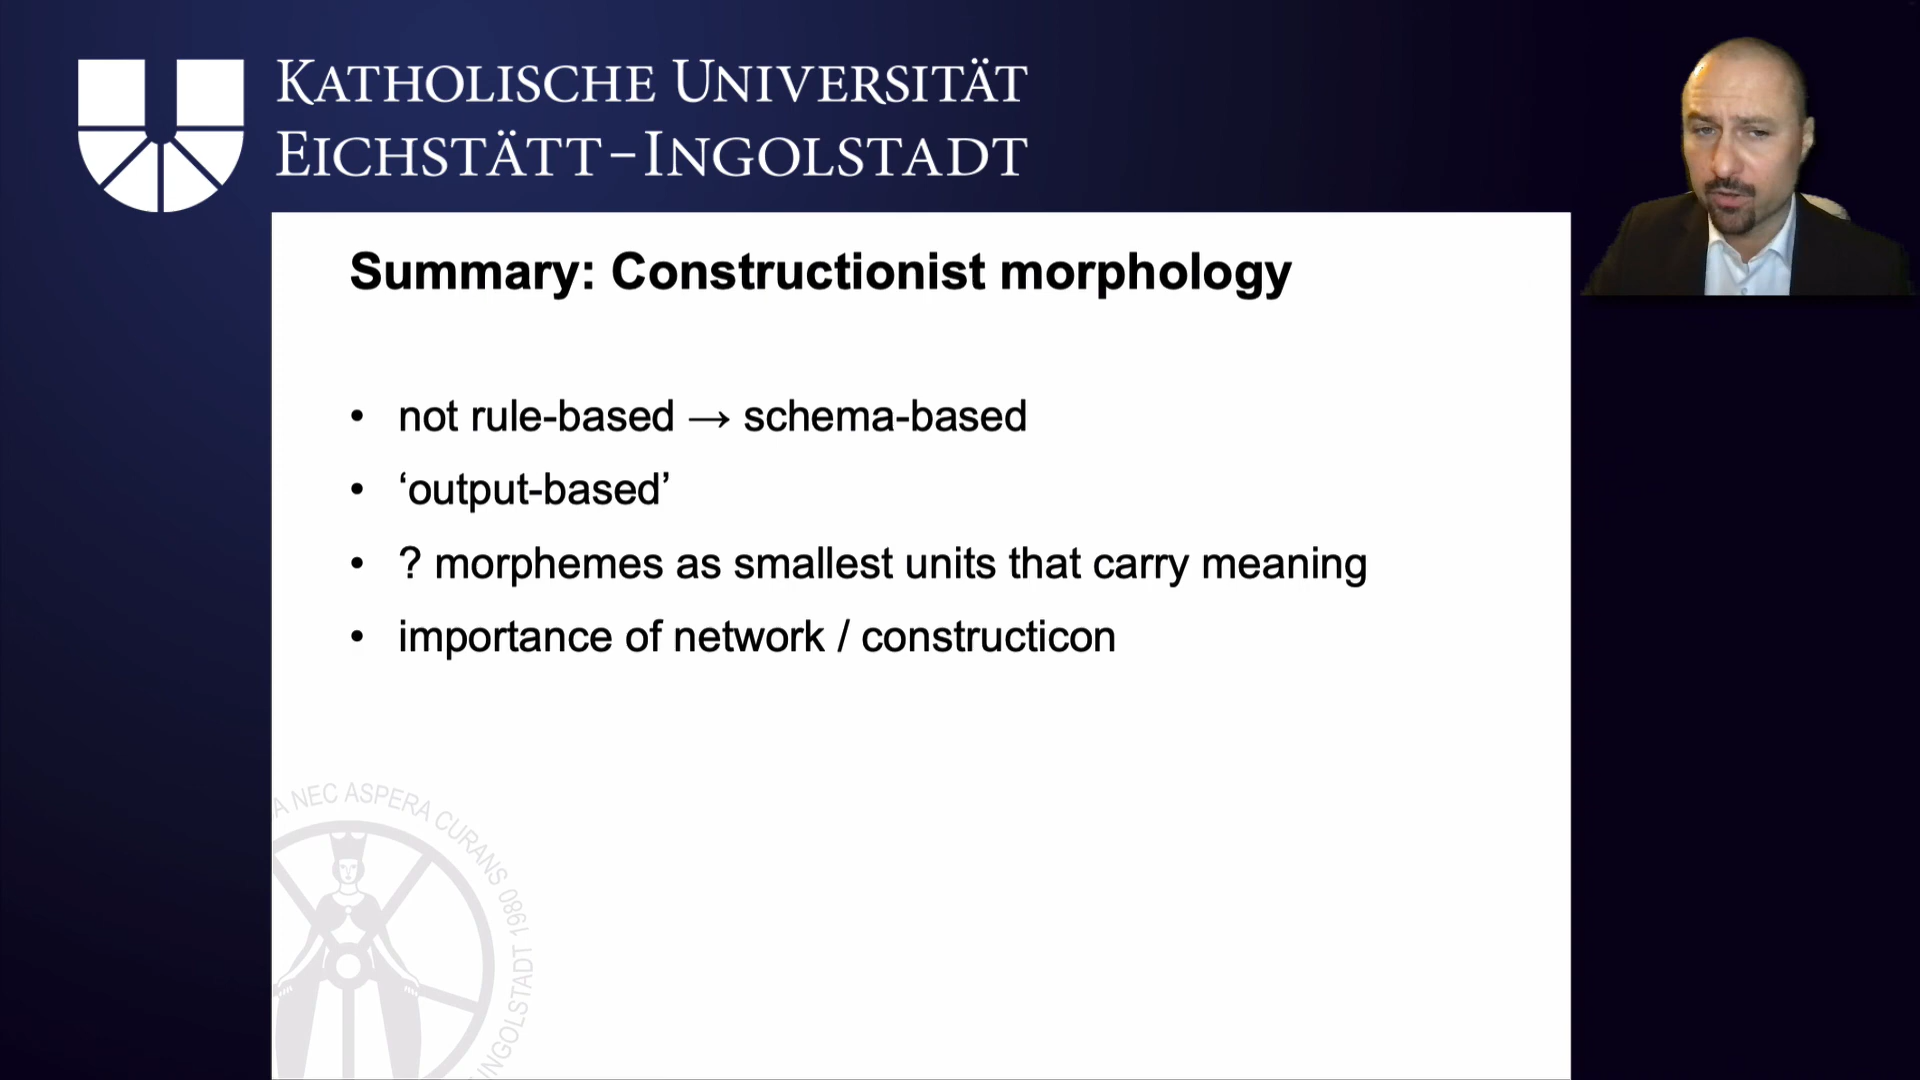 KATHOLISCHE UNIVERSITÄT
EICHSTÄTT-INGOLSTADT
Summary: Constructionist morphology
• not rule-based → schema-based
• ‘output-based’
• ? morphemes as smallest units that carry meaning
• importance of network / constructicon
A NEC ASPERA CURANS 1980 INGOLSTADT